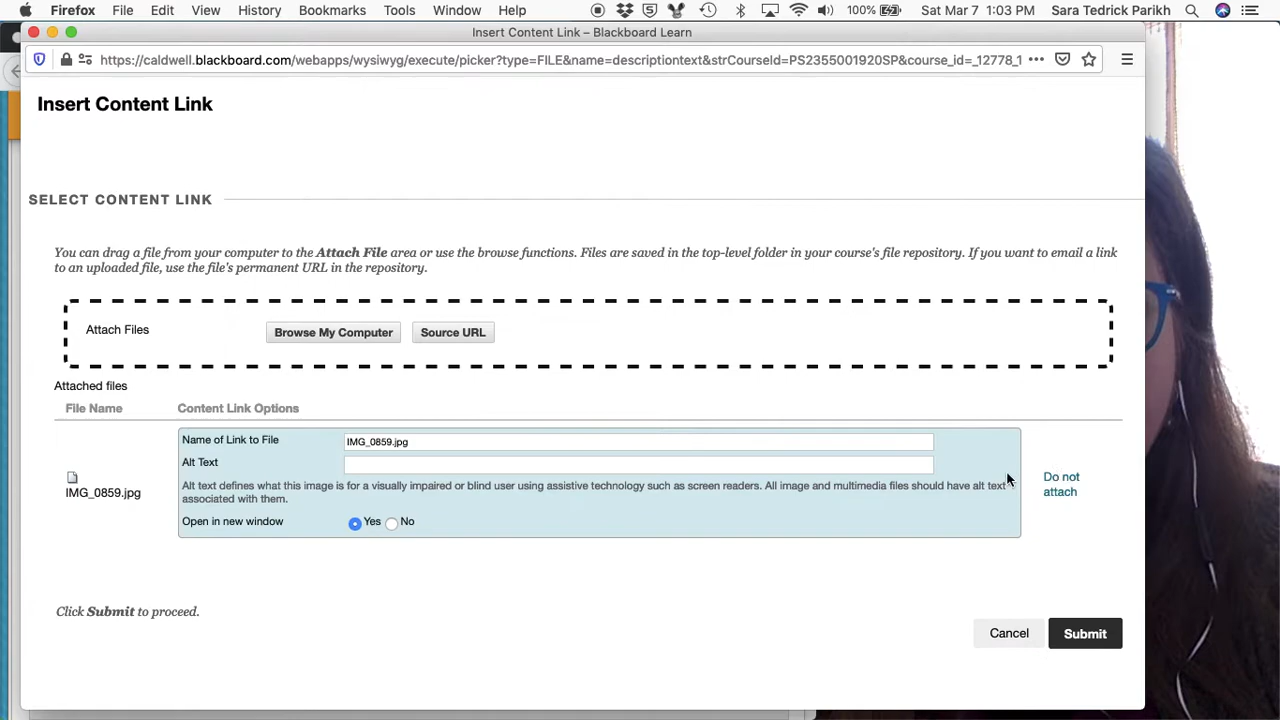 Firefox File Edit View History Bookmarks Tools Window Help 100% Sat Mar 7 1:03 PM Sara Tedrick Parikh
Insert Content Link – Blackboard Learn
https://caldwell.blackboard.com/webapps/wysiwyg/execute/picker?type=FILE&name=descriptiontext&strCourseId=PS2355001920SP&course_id=_12778_1
Insert Content Link
SELECT CONTENT LINK
You can drag a file from your computer to the Attach File area or use the browse functions. Files are saved in the top-level folder in your course's file repository. If you want to email a link
to an uploaded file, use the file's permanent URL in the repository.
Attach Files Browse My Computer Source URL
Attached files
File Name Content Link Options
Name of Link to File IMG_0859.jpg
Alt Text
Alt text defines what this image is for a visually impaired or blind user using assistive technology such as screen readers. All image and multimedia files should have alt text
associated with them.
IMG_0859.jpg
Do not
attach
Open in new window Yes No
Click Submit to proceed.
Cancel Submit